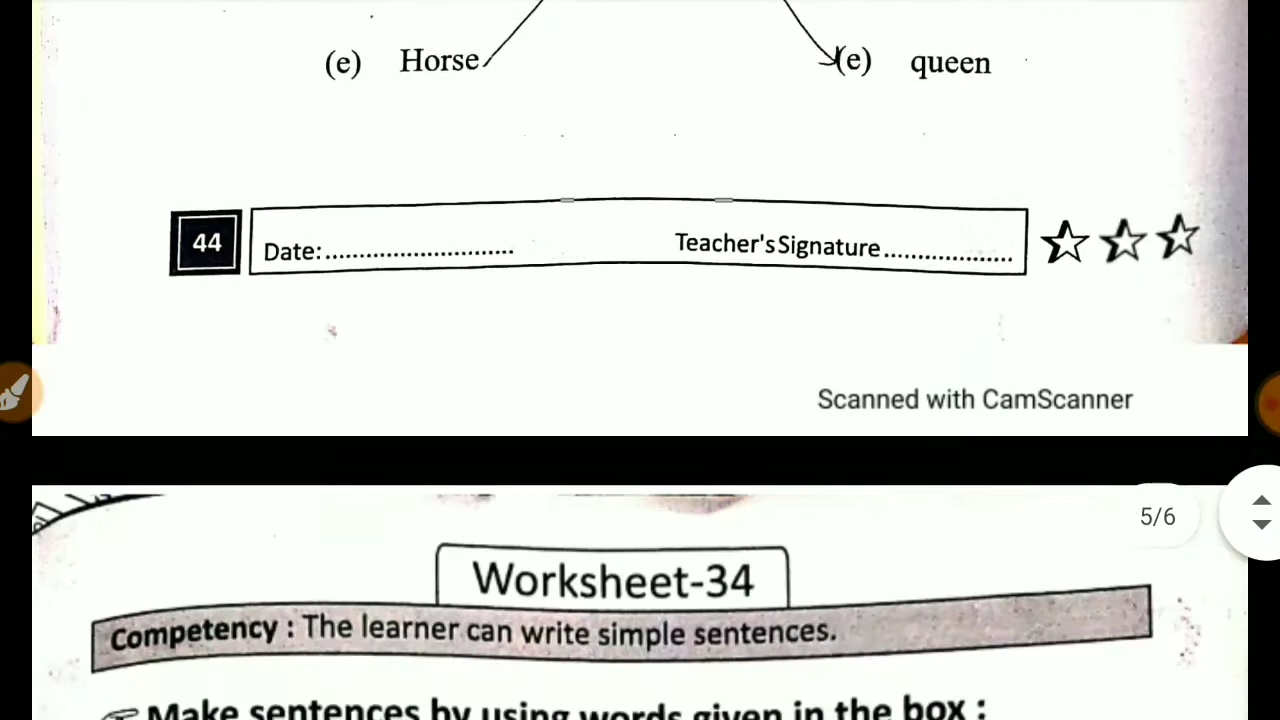 (e) Horse (e) queen
44 Date:........................... Teacher's Signature...................
Scanned with CamScanner
5/6
Worksheet-34
Competency : The learner can write simple sentences.
Make sentences by using words given in the box :